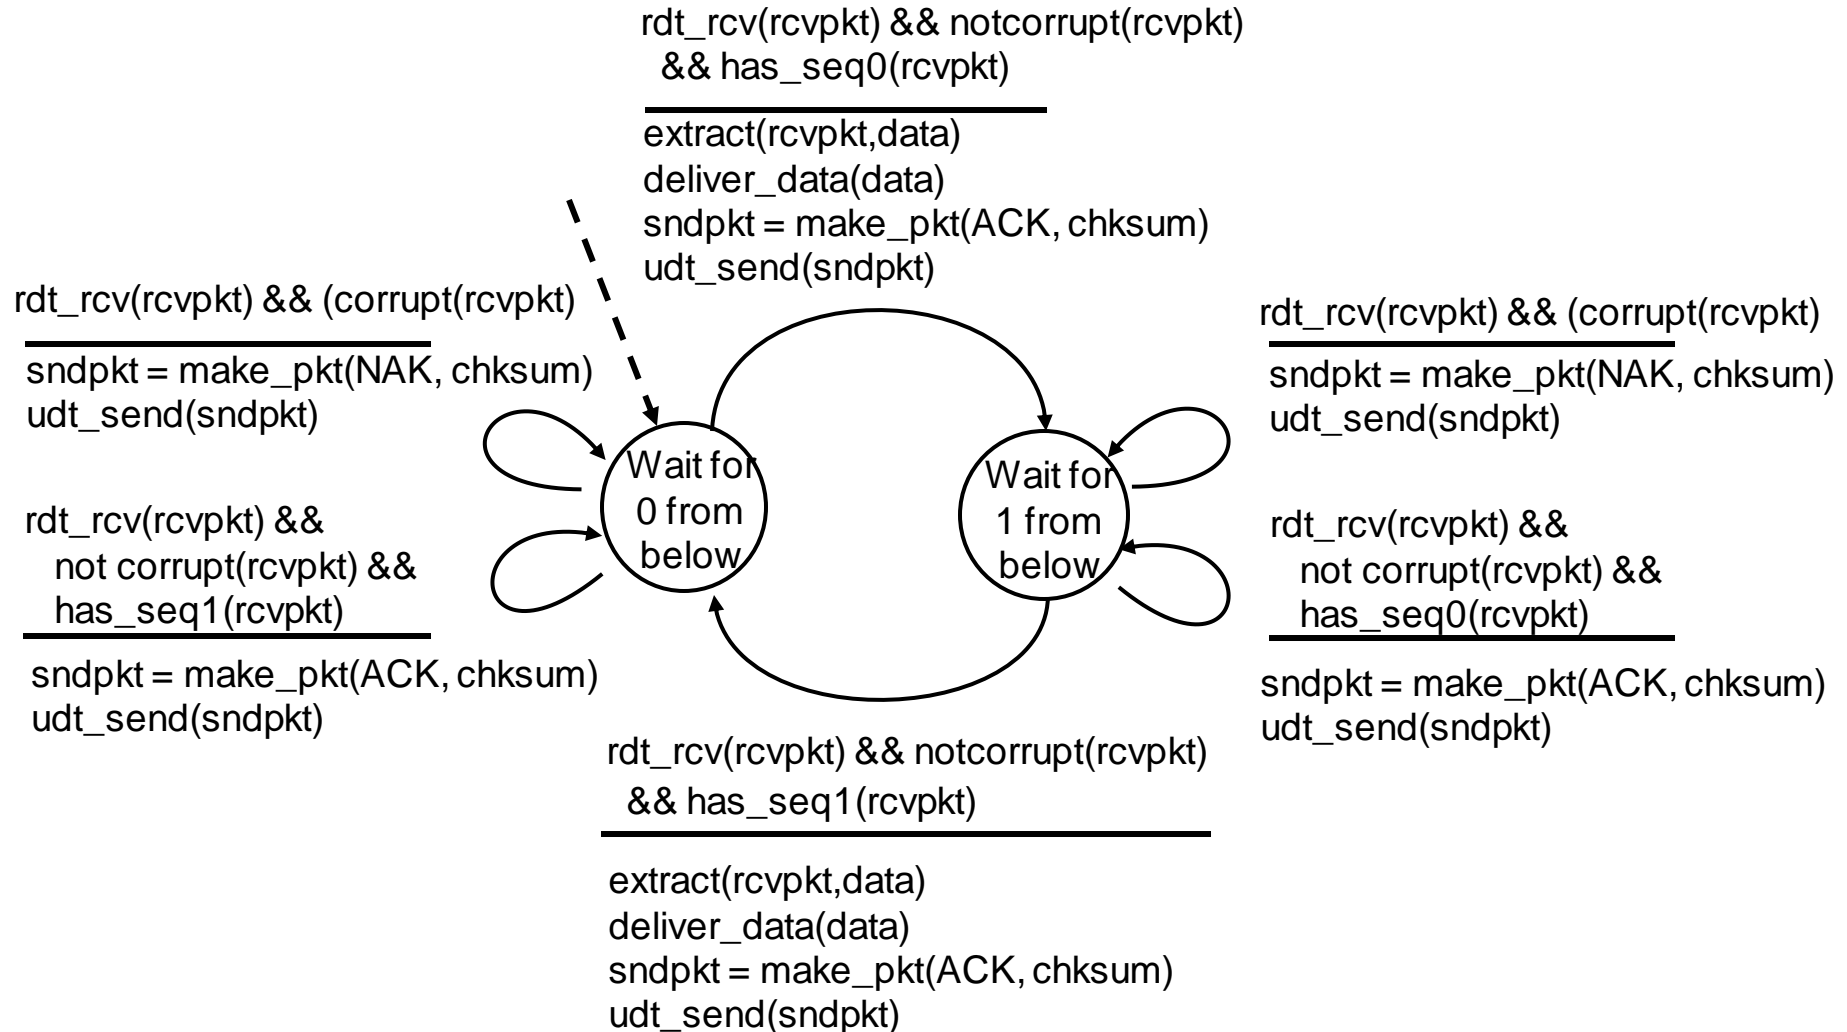 rdt_rcv(rcvpkt) && notcorrupt(rcvpkt)
&& has_seq0(rcvpkt)
extract(rcvpkt,data)
deliver_data(data)
sndpkt = make_pkt(ACK, chksum)
udt_send(sndpkt)
rdt_rcv(rcvpkt) && (corrupt(rcvpkt)
sndpkt = make_pkt(NAK, chksum)
udt_send(sndpkt)
rdt_rcv(rcvpkt) &&
not corrupt(rcvpkt) &&
has_seq1(rcvpkt)
sndpkt = make_pkt(ACK, chksum)
udt_send(sndpkt)
Wait for
0 from
below
Wait for
1 from
below
rdt_rcv(rcvpkt) && (corrupt(rcvpkt)
sndpkt = make_pkt(NAK, chksum)
udt_send(sndpkt)
rdt_rcv(rcvpkt) &&
not corrupt(rcvpkt) &&
has_seq0(rcvpkt)
sndpkt = make_pkt(ACK, chksum)
udt_send(sndpkt)
rdt_rcv(rcvpkt) && notcorrupt(rcvpkt)
&& has_seq1(rcvpkt)
extract(rcvpkt,data)
deliver_data(data)
sndpkt = make_pkt(ACK, chksum)
udt_send(sndpkt)